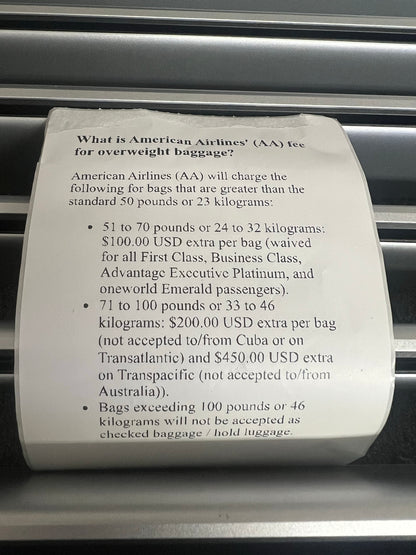 What is American Airlines' (AA) fee
for overweight baggage?
American Airlines (AA) will charge the
following for bags that are greater than the
standard 50 pounds or 23 kilograms:
• 51 to 70 pounds or 24 to 32 kilograms:
$100.00 USD extra per bag (waived
for all First Class, Business Class,
Advantage Executive Platinum, and
oneworld Emerald passengers).
• 71 to 100 pounds or 33 to 46
kilograms: $200.00 USD extra per bag
(not accepted to/from Cuba or on
Transatlantic) and $450.00 USD extra
on Transpacific (not accepted to/from
Australia)).
• Bags exceeding 100 pounds or 46
kilograms will not be accepted as
checked baggage / hold luggage.